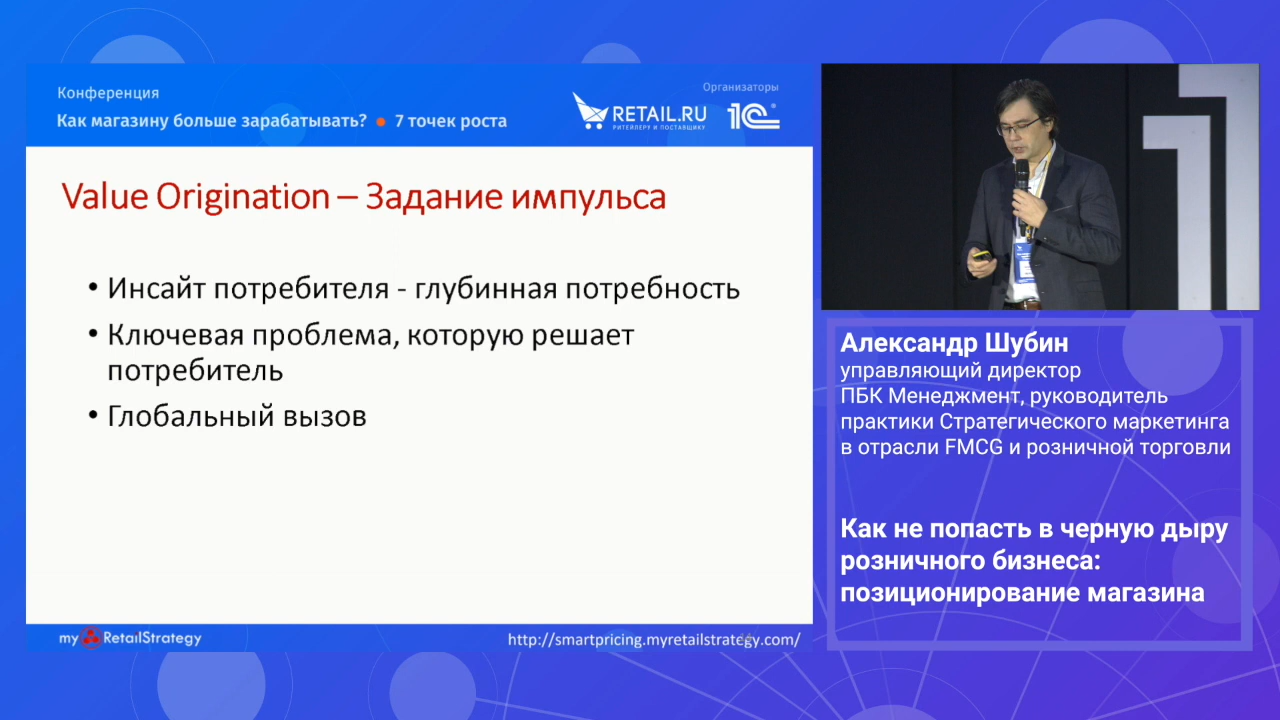 Конференция
Как магазину больше зарабатывать? • 7 точек роста
Организаторы
RETAIL.RU
РИТЕЙЛЕРУ И ПОСТАВЩИКУ
1С
Value Origination – Задание импульса
• Инсайт потребителя - глубинная потребность
• Ключевая проблема, которую решает
потребитель
• Глобальный вызов
my RetailStrategy
http://smartpricing.myretailstrategy.com/
Александр Шубин
управляющий директор
ПБК Менеджмент, руководитель
практики Стратегического маркетинга
в отрасли FMCG и розничной торговли
Как не попасть в черную дыру
розничного бизнеса:
позиционирование магазина